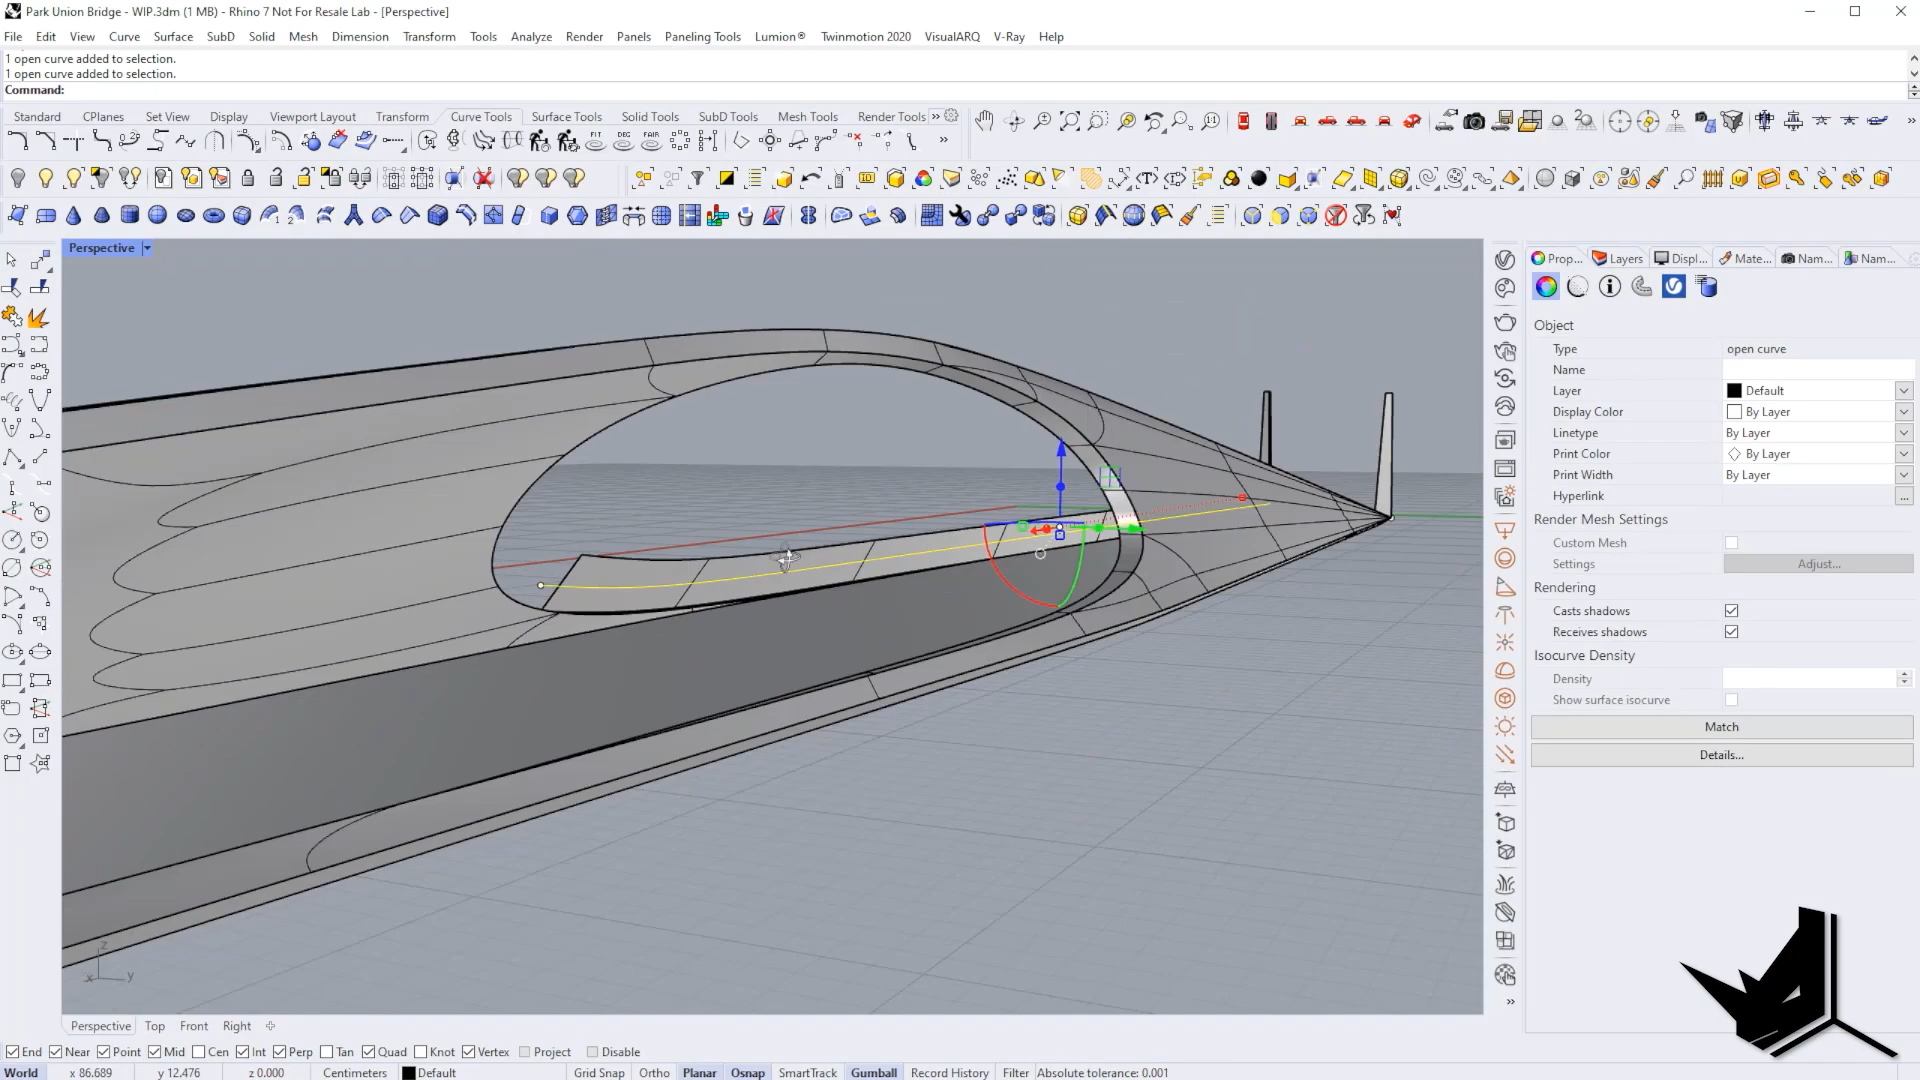 Park Union Bridge - WIP.3dm (1 MB) - Rhino 7 Not For Resale Lab - [Perspective]
File Edit View Curve Surface SubD Solid Mesh Dimension Transform Tools Analyze Render Panels Paneling Tools Lumion® Twinmotion 2020 VisualARQ V-Ray Help
1 open curve added to selection.
1 open curve added to selection.
Command:
Standard CPlanes Set View Display Viewport Layout Transform Curve Tools Surface Tools Solid Tools SubD Tools Mesh Tools Render Tools »
Perspective
Prop... Layers Displ... Mate... Nam... Nam...
Object
Type open curve
Name
Layer Default
Display Color By Layer
Linetype By Layer
Print Color By Layer
Print Width By Layer
Hyperlink ...
Render Mesh Settings
Custom Mesh
Settings Adjust...
Rendering
Casts shadows
Receives shadows
Isocurve Density
Density
Show surface isocurve
Match
Details...
z
x y
Perspective Top Front Right
End Near Point Mid Cen Int Perp Tan Quad Knot Vertex Project Disable
World x 86.689 y 12.476 z 0.000 Centimeters Default Grid Snap Ortho Planar Osnap SmartTrack Gumball Record History Filter Absolute tolerance: 0.001